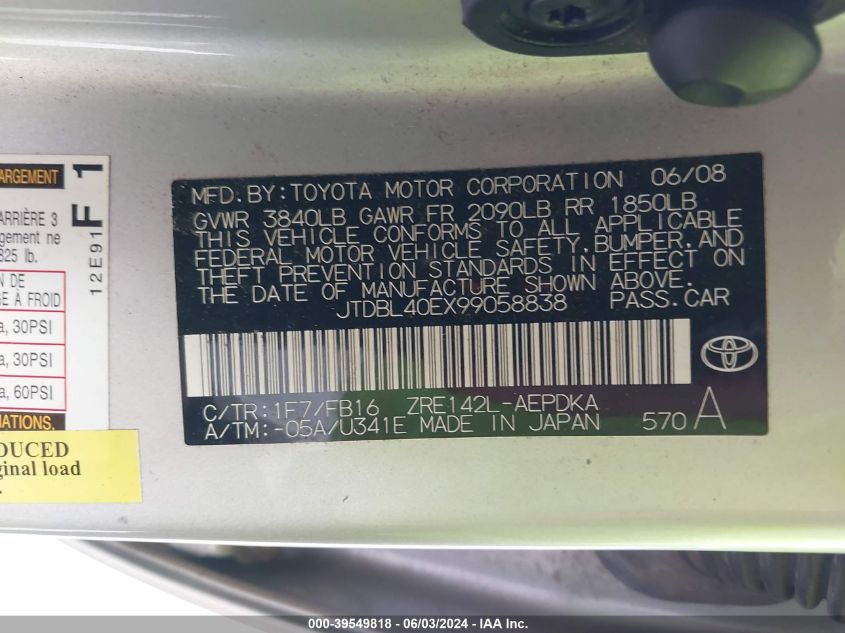 MFD. BY: TOYOTA MOTOR CORPORATION 06/08
GVWR 3840LB GAWR FR 2090LB RR 1850LB
THIS VEHICLE CONFORMS TO ALL APPLICABLE
FEDERAL MOTOR VEHICLE SAFETY, BUMPER, AND
THEFT PREVENTION STANDARDS IN EFFECT ON
THE DATE OF MANUFACTURE SHOWN ABOVE.
JTDBL40EX99058838 PASS. CAR
C/TR: 1F7/FB16 ZRE142L-AEPDKA
A/TM: -05A/U341E MADE IN JAPAN 570 A
ARGEMENT
ARRIÈRE 3
gement ne
825 lb.
N DE
E À FROID
a, 30PSI
a, 30PSI
a, 60PSI
MATIONS.
F 1
12E91
DUCED
ginal load
000-39549818 - 06/03/2024 - IAA Inc.